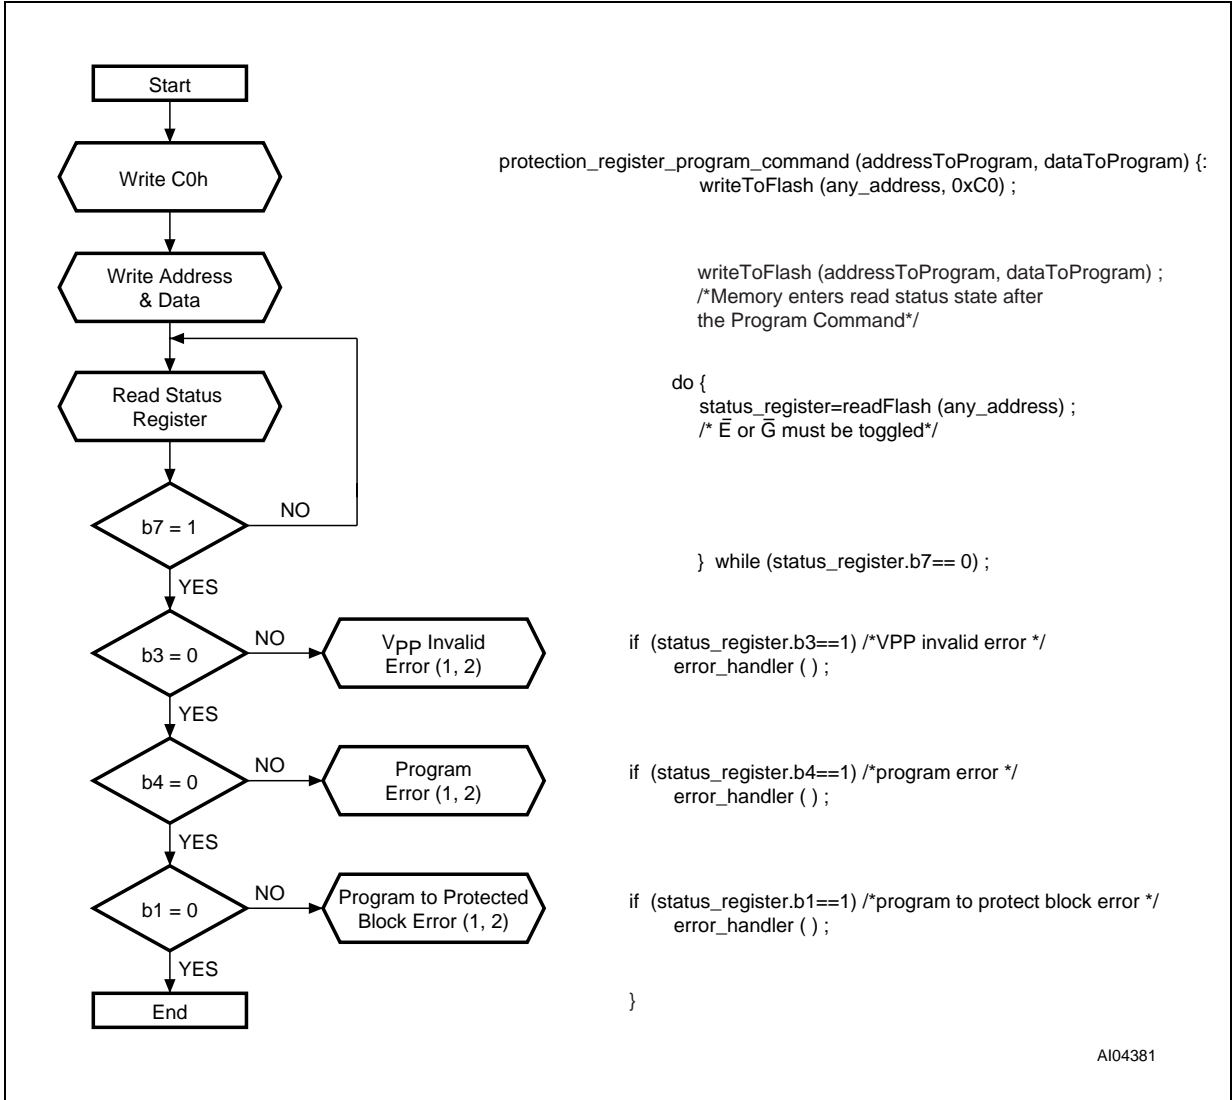 Start
Write C0h
protection_register_program_command (addressToProgram, dataToProgram) {:
writeToFlash (any_address, 0xC0) ;
Write Address
& Data
writeToFlash (addressToProgram, dataToProgram) ;
/*Memory enters read status state after
the Program Command*/
Read Status
Register
do {
status_register=readFlash (any_address) ;
/* E̅ or G̅ must be toggled*/
b7 = 1
NO
} while (status_register.b7== 0) ;
YES
b3 = 0
NO
VPP Invalid
Error (1, 2)
if (status_register.b3==1) /*VPP invalid error */
error_handler ( ) ;
YES
b4 = 0
NO
Program
Error (1, 2)
if (status_register.b4==1) /*program error */
error_handler ( ) ;
YES
b1 = 0
NO
Program to Protected
Block Error (1, 2)
if (status_register.b1==1) /*program to protect block error */
error_handler ( ) ;
YES
End
}
AI04381